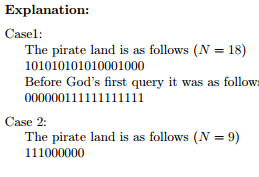 Explanation:
Case1:
The pirate land is as follows (N = 18)
101010101010001000
Before God's first query it was as follow
000000111111111111
Case 2:
The pirate land is as follows (N = 9)
111000000